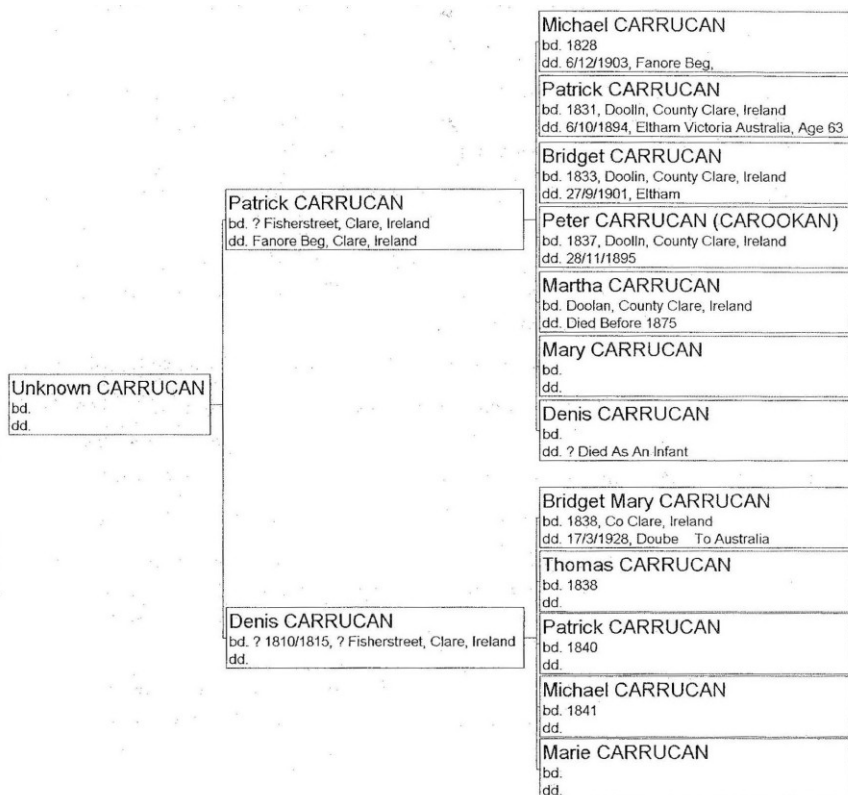 Michael CARRUCAN
bd. 1828
dd. 6/12/1903, Fanore Beg,
Patrick CARRUCAN
bd. 1831, Doolin, County Clare, Ireland
dd. 6/10/1894, Eltham Victoria Australia, Age 63
Bridget CARRUCAN
bd. 1833, Doolin, County Clare, Ireland
dd. 27/9/1901, Eltham
Patrick CARRUCAN
bd. ? Fisherstreet, Clare, Ireland
dd. Fanore Beg, Clare, Ireland
Peter CARRUCAN (CAROOKAN)
bd. 1837, Doolin, County Clare, Ireland
dd. 28/11/1895
Martha CARRUCAN
bd. Doolan, County Clare, Ireland
dd. Died Before 1875
Mary CARRUCAN
bd.
dd.
Unknown CARRUCAN
bd.
dd.
Denis CARRUCAN
bd.
dd. ? Died As An Infant
Bridget Mary CARRUCAN
bd. 1838, Co Clare, Ireland
dd. 17/3/1928, Doube To Australia
Thomas CARRUCAN
bd. 1838
dd.
Denis CARRUCAN
bd. ? 1810/1815, ? Fisherstreet, Clare, Ireland
dd.
Patrick CARRUCAN
bd. 1840
dd.
Michael CARRUCAN
bd. 1841
dd.
Marie CARRUCAN
bd.
dd.